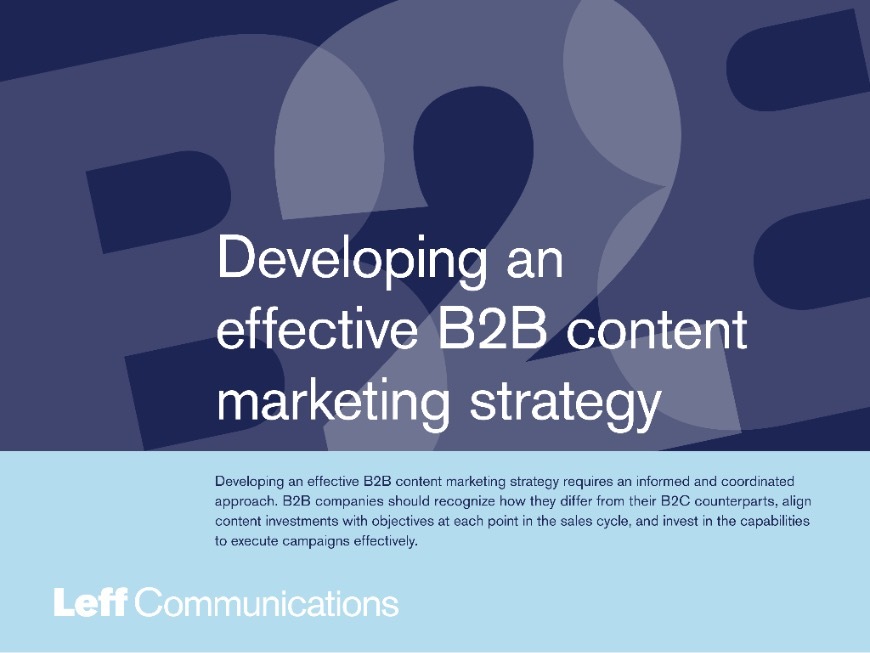 B2B
Developing an
effective B2B content
marketing strategy
Developing an effective B2B content marketing strategy requires an informed and coordinated
approach. B2B companies should recognize how they differ from their B2C counterparts, align
content investments with objectives at each point in the sales cycle, and invest in the capabilities
to execute campaigns effectively.
Leff Communications